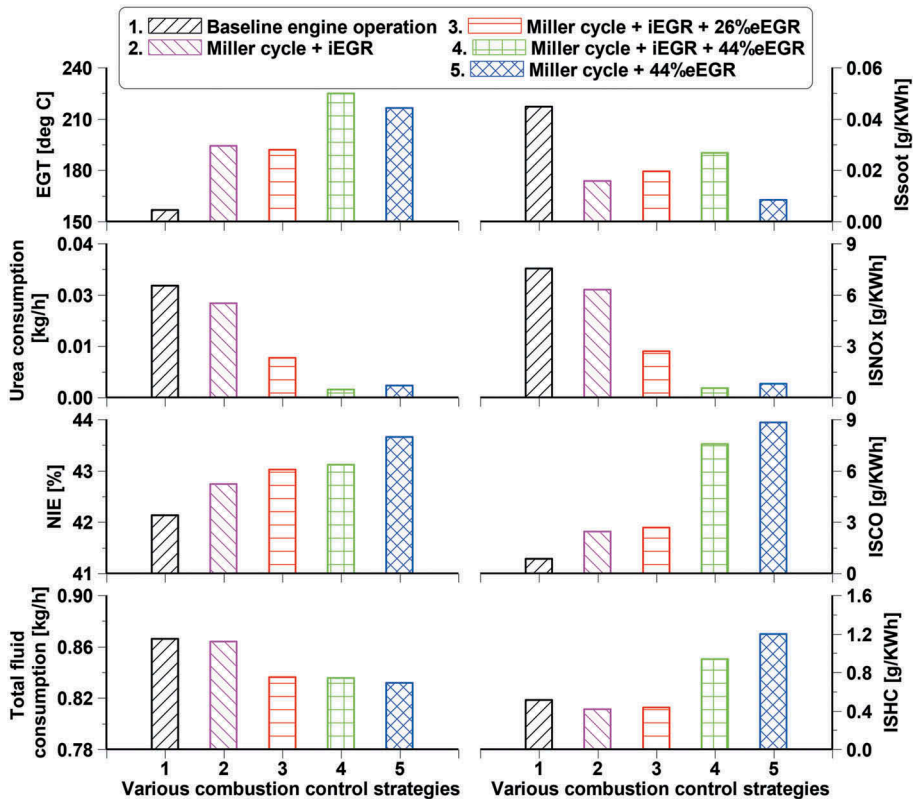 1. Baseline engine operation
2. Miller cycle + iEGR
3. Miller cycle + iEGR + 26%eEGR
4. Miller cycle + iEGR + 44%eEGR
5. Miller cycle + 44%eEGR
EGT [deg C]
240
210
180
150
0.06
0.04
0.02
0.00
ISsoot [g/KWh]
Urea consumption
[kg/h]
0.04
0.03
0.01
0.00
9
6
3
0
ISNOx [g/KWh]
NIE [%]
44
43
42
41
9
6
3
0
ISCO [g/KWh]
Total fluid
consumption [kg/h]
0.90
0.86
0.82
0.78
1.6
1.2
0.8
0.4
0.0
ISHC [g/KWh]
1 2 3 4 5
1 2 3 4 5
Various combustion control strategies
Various combustion control strategies